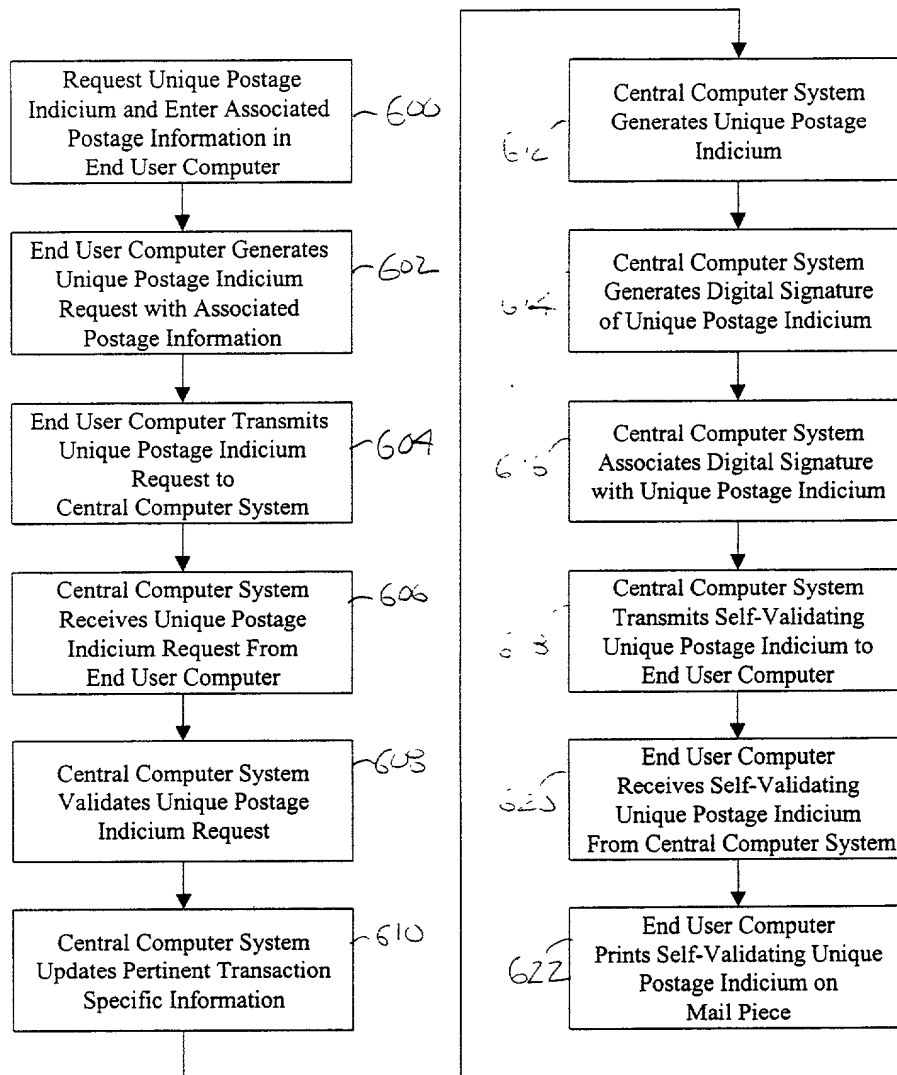 Request Unique Postage
Indicium and Enter Associated
Postage Information in
End User Computer
600
End User Computer Generates
Unique Postage Indicium
Request with Associated
Postage Information
602
End User Computer Transmits
Unique Postage Indicium
Request to
Central Computer System
604
Central Computer System
Receives Unique Postage
Indicium Request From
End User Computer
606
Central Computer System
Validates Unique Postage
Indicium Request
608
Central Computer System
Updates Pertinent Transaction
Specific Information
610
Central Computer System
Generates Unique Postage
Indicium
612
Central Computer System
Generates Digital Signature
of Unique Postage Indicium
Central Computer System
Associates Digital Signature
with Unique Postage Indicium
Central Computer System
Transmits Self-Validating
Unique Postage Indicium to
End User Computer
End User Computer
Receives Self-Validating
Unique Postage Indicium
From Central Computer System
End User Computer
Prints Self-Validating Unique
Postage Indicium on
Mail Piece
622